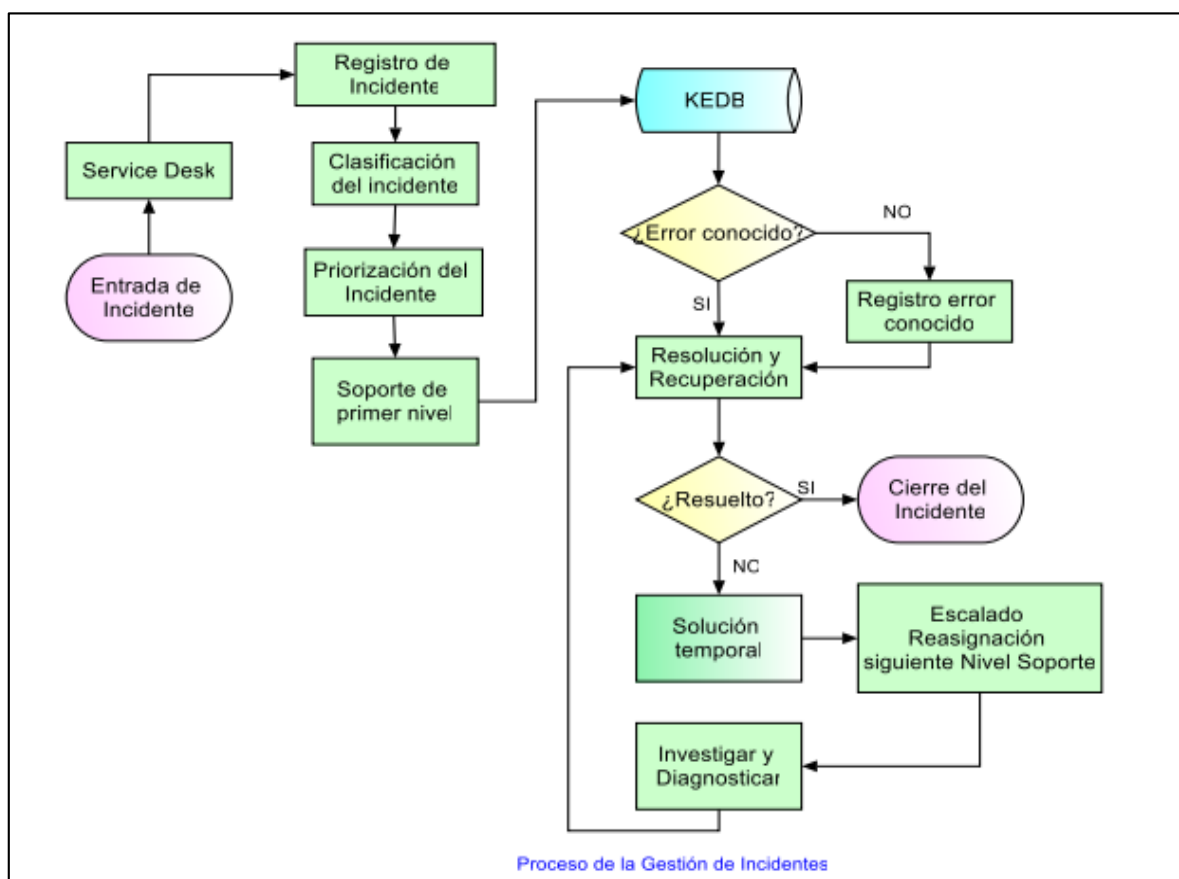 Registro de
Incidente
KEDB
Service Desk
Clasificación
del incidente
¿Error conocido?
NO
Entrada de
Incidente
Priorización del
Incidente
SI
Registro error
conocido
Soporte de
primer nivel
Resolución y
Recuperación
¿Resuelto?
SI
Cierre del
Incidente
NO
Solución
temporal
Escalado
Reasignación
siguiente Nivel Soporte
Investigar y
Diagnosticar
Proceso de la Gestión de Incidentes